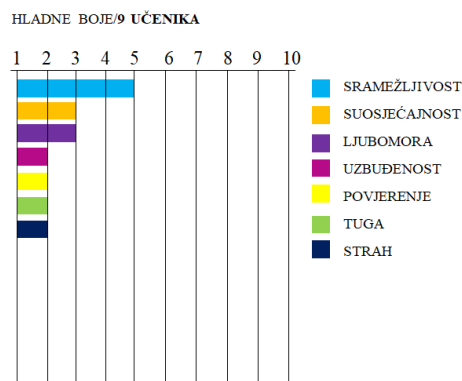 HLADNE BOJE/9 UČENIKA
1 2 3 4 5 6 7 8 9 10
SRAMEŽLJIVOST
SUOSJEĆAJNOST
LJUBOMORA
UZBUĐENOST
POVJERENJE
TUGA
STRAH